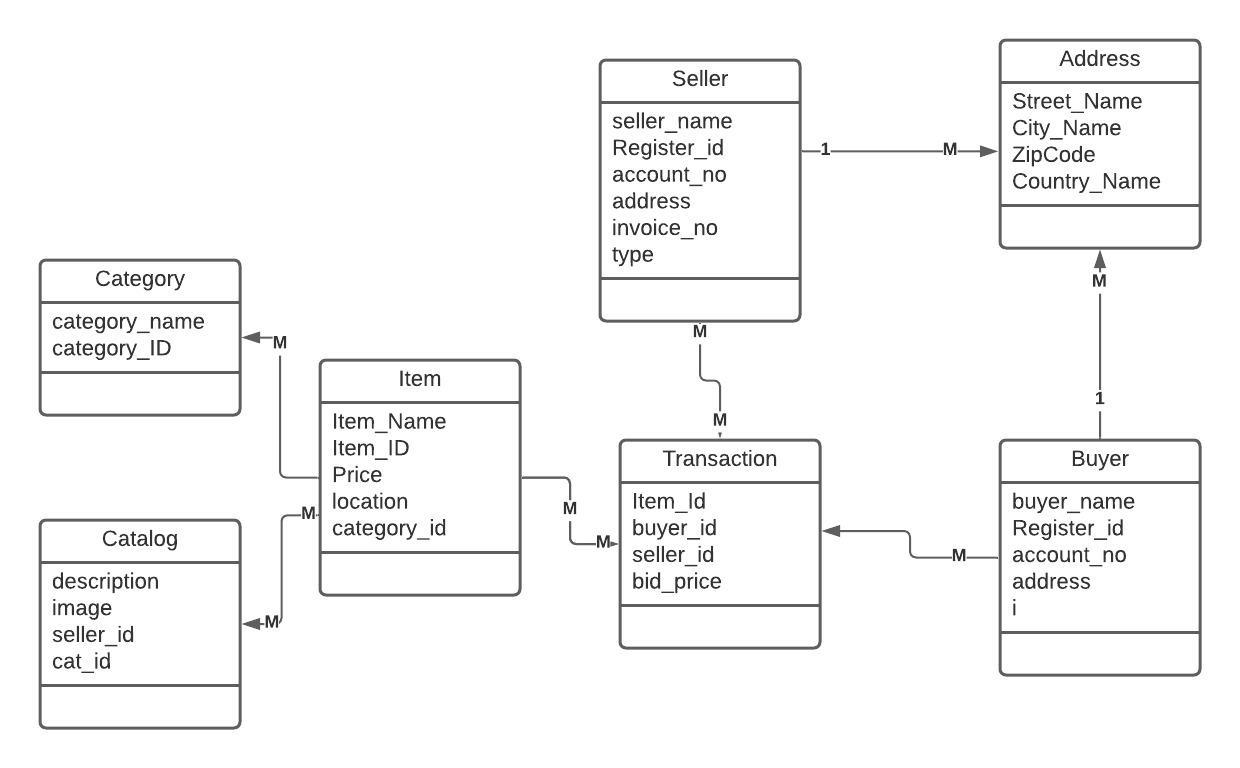 Seller
seller_name
Register_id
account_no
address
invoice_no
type
1
M
Address
Street_Name
City_Name
ZipCode
Country_Name
M
1
Category
category_name
category_ID
M
Item
Item_Name
Item_ID
Price
location
category_id
M
M
Catalog
description
image
seller_id
cat_id
M
M
M
M
Transaction
Item_Id
buyer_id
seller_id
bid_price
M
Buyer
buyer_name
Register_id
account_no
address
i